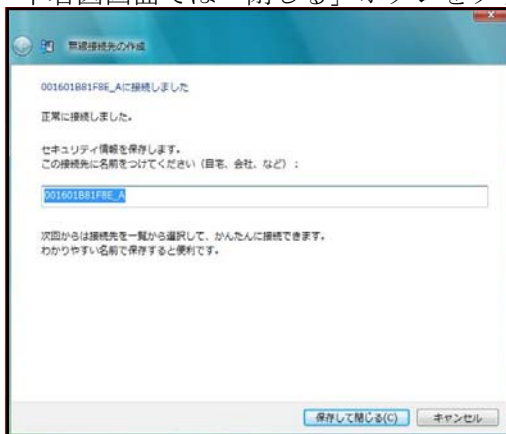 下右図画面では「閉じる」ボタンをク
無線接続先の作成
001601B81F8E_Aに接続しました
正常に接続しました。
セキュリティ情報を保存します。
この接続先に名前をつけてください（自宅、会社、など）：
001601B81F8E_A
次回からは接続先を一覧から選択して、かんたんに接続できます。
わかりやすい名前で保存すると便利です。
保存して閉じる(C)
キャンセル